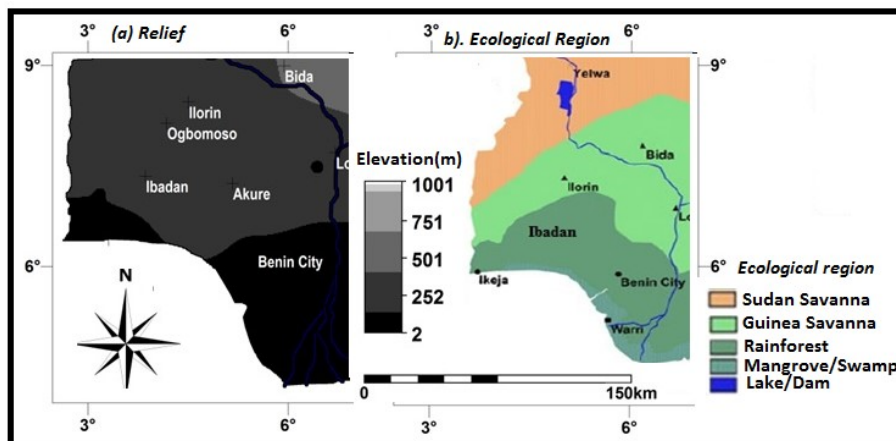 (a) Relief
3°
6°
9°
6°
3°
6°
Bida
Ilorin
Ogbomoso
Ibadan
Akure
Lo
Benin City
N
Elevation(m)
1001
751
501
252
2
b). Ecological Region
3°
6°
9°
6°
3°
6°
Yelwa
Bida
Ilorin
Lo
Ibadan
Ikeja
Benin City
Warri
0
150km
Ecological region
Sudan Savanna
Guinea Savanna
Rainforest
Mangrove/Swamp
Lake/Dam